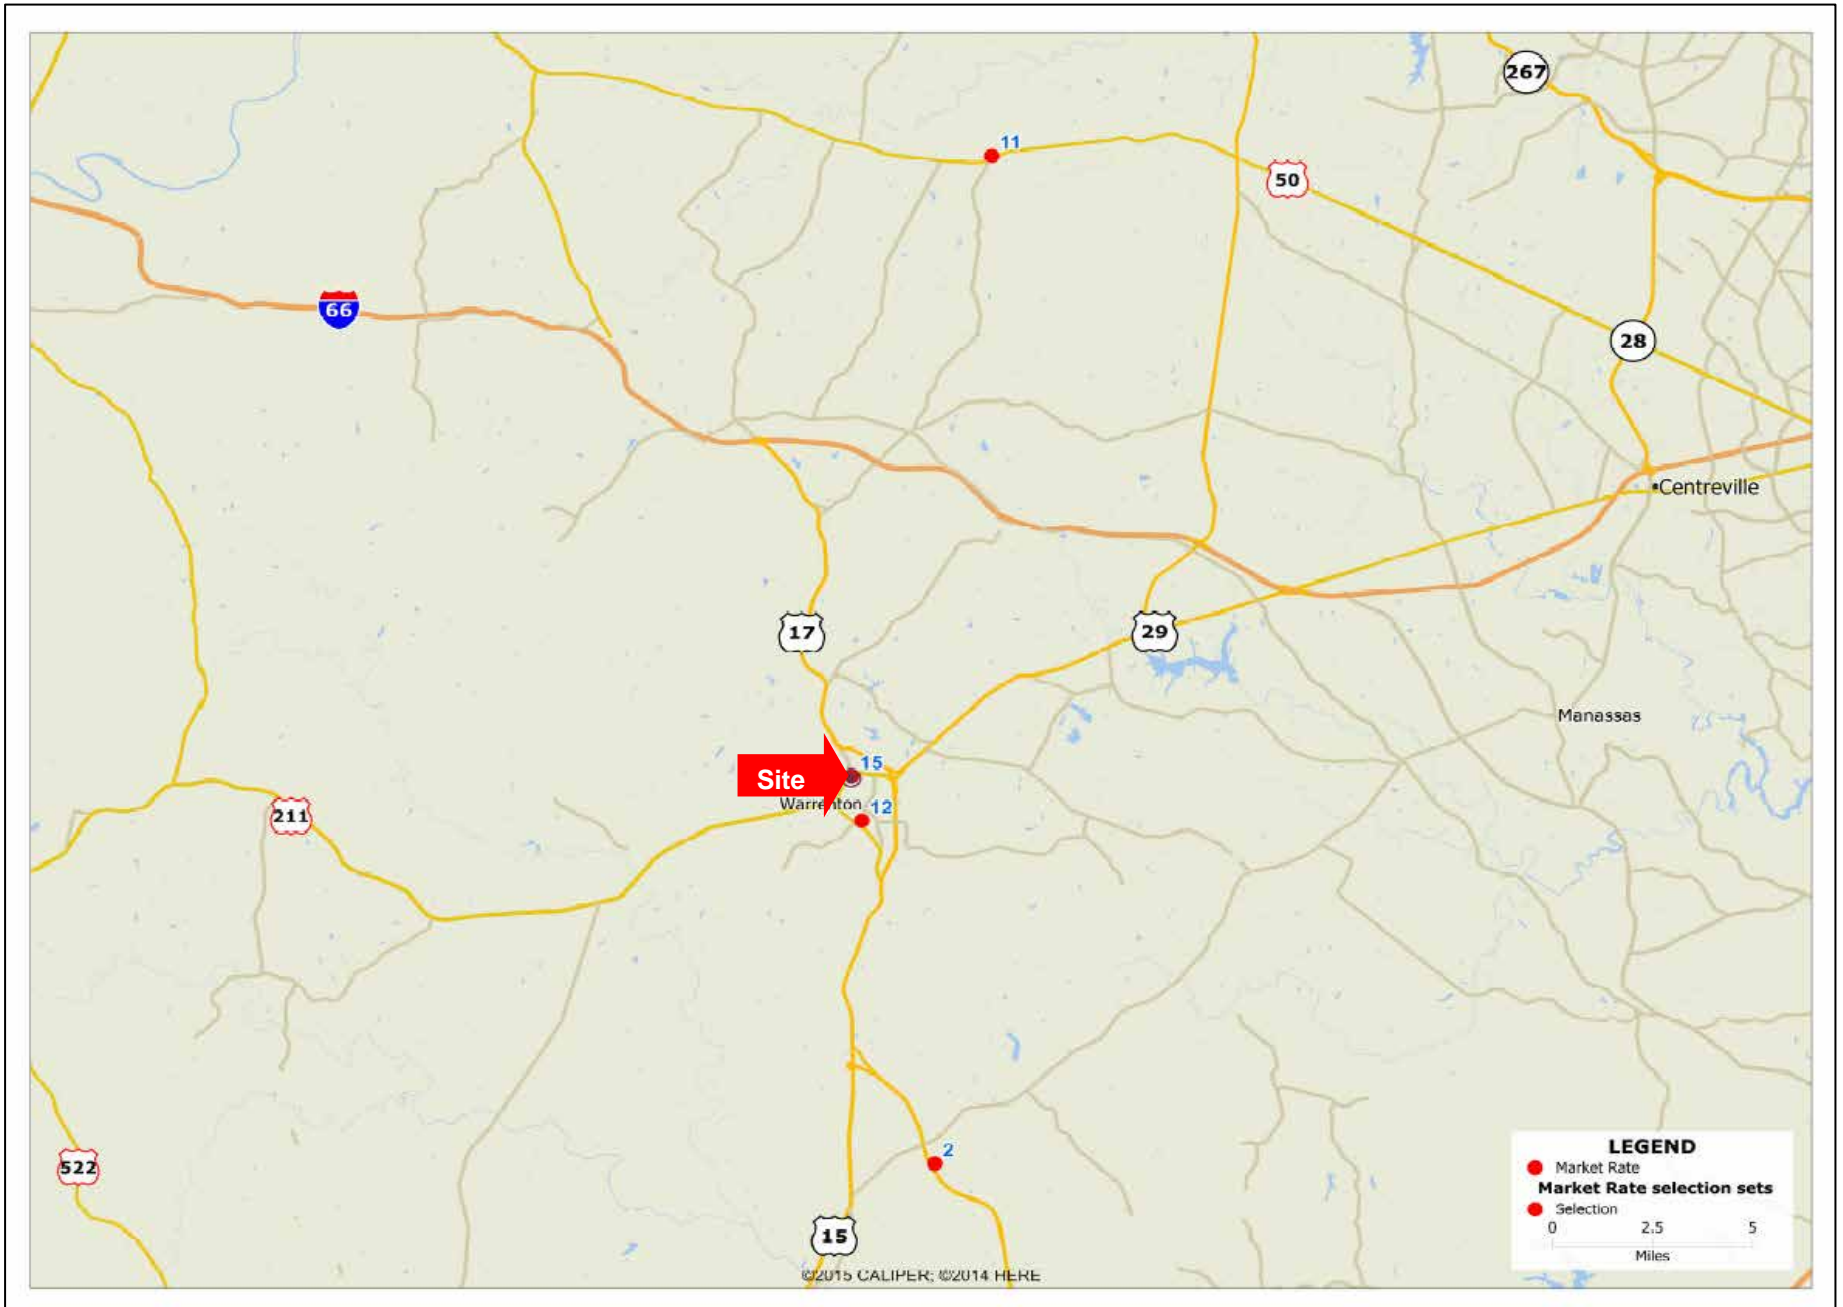 267
11
50
66
28
Centreville
17
29
Manassas
15
Site
Warrenton 12
211
2
522
15
LEGEND
Market Rate
Market Rate selection sets
Selection
0 2.5 5
Miles
©2015 CALIPER; ©2014 HERE